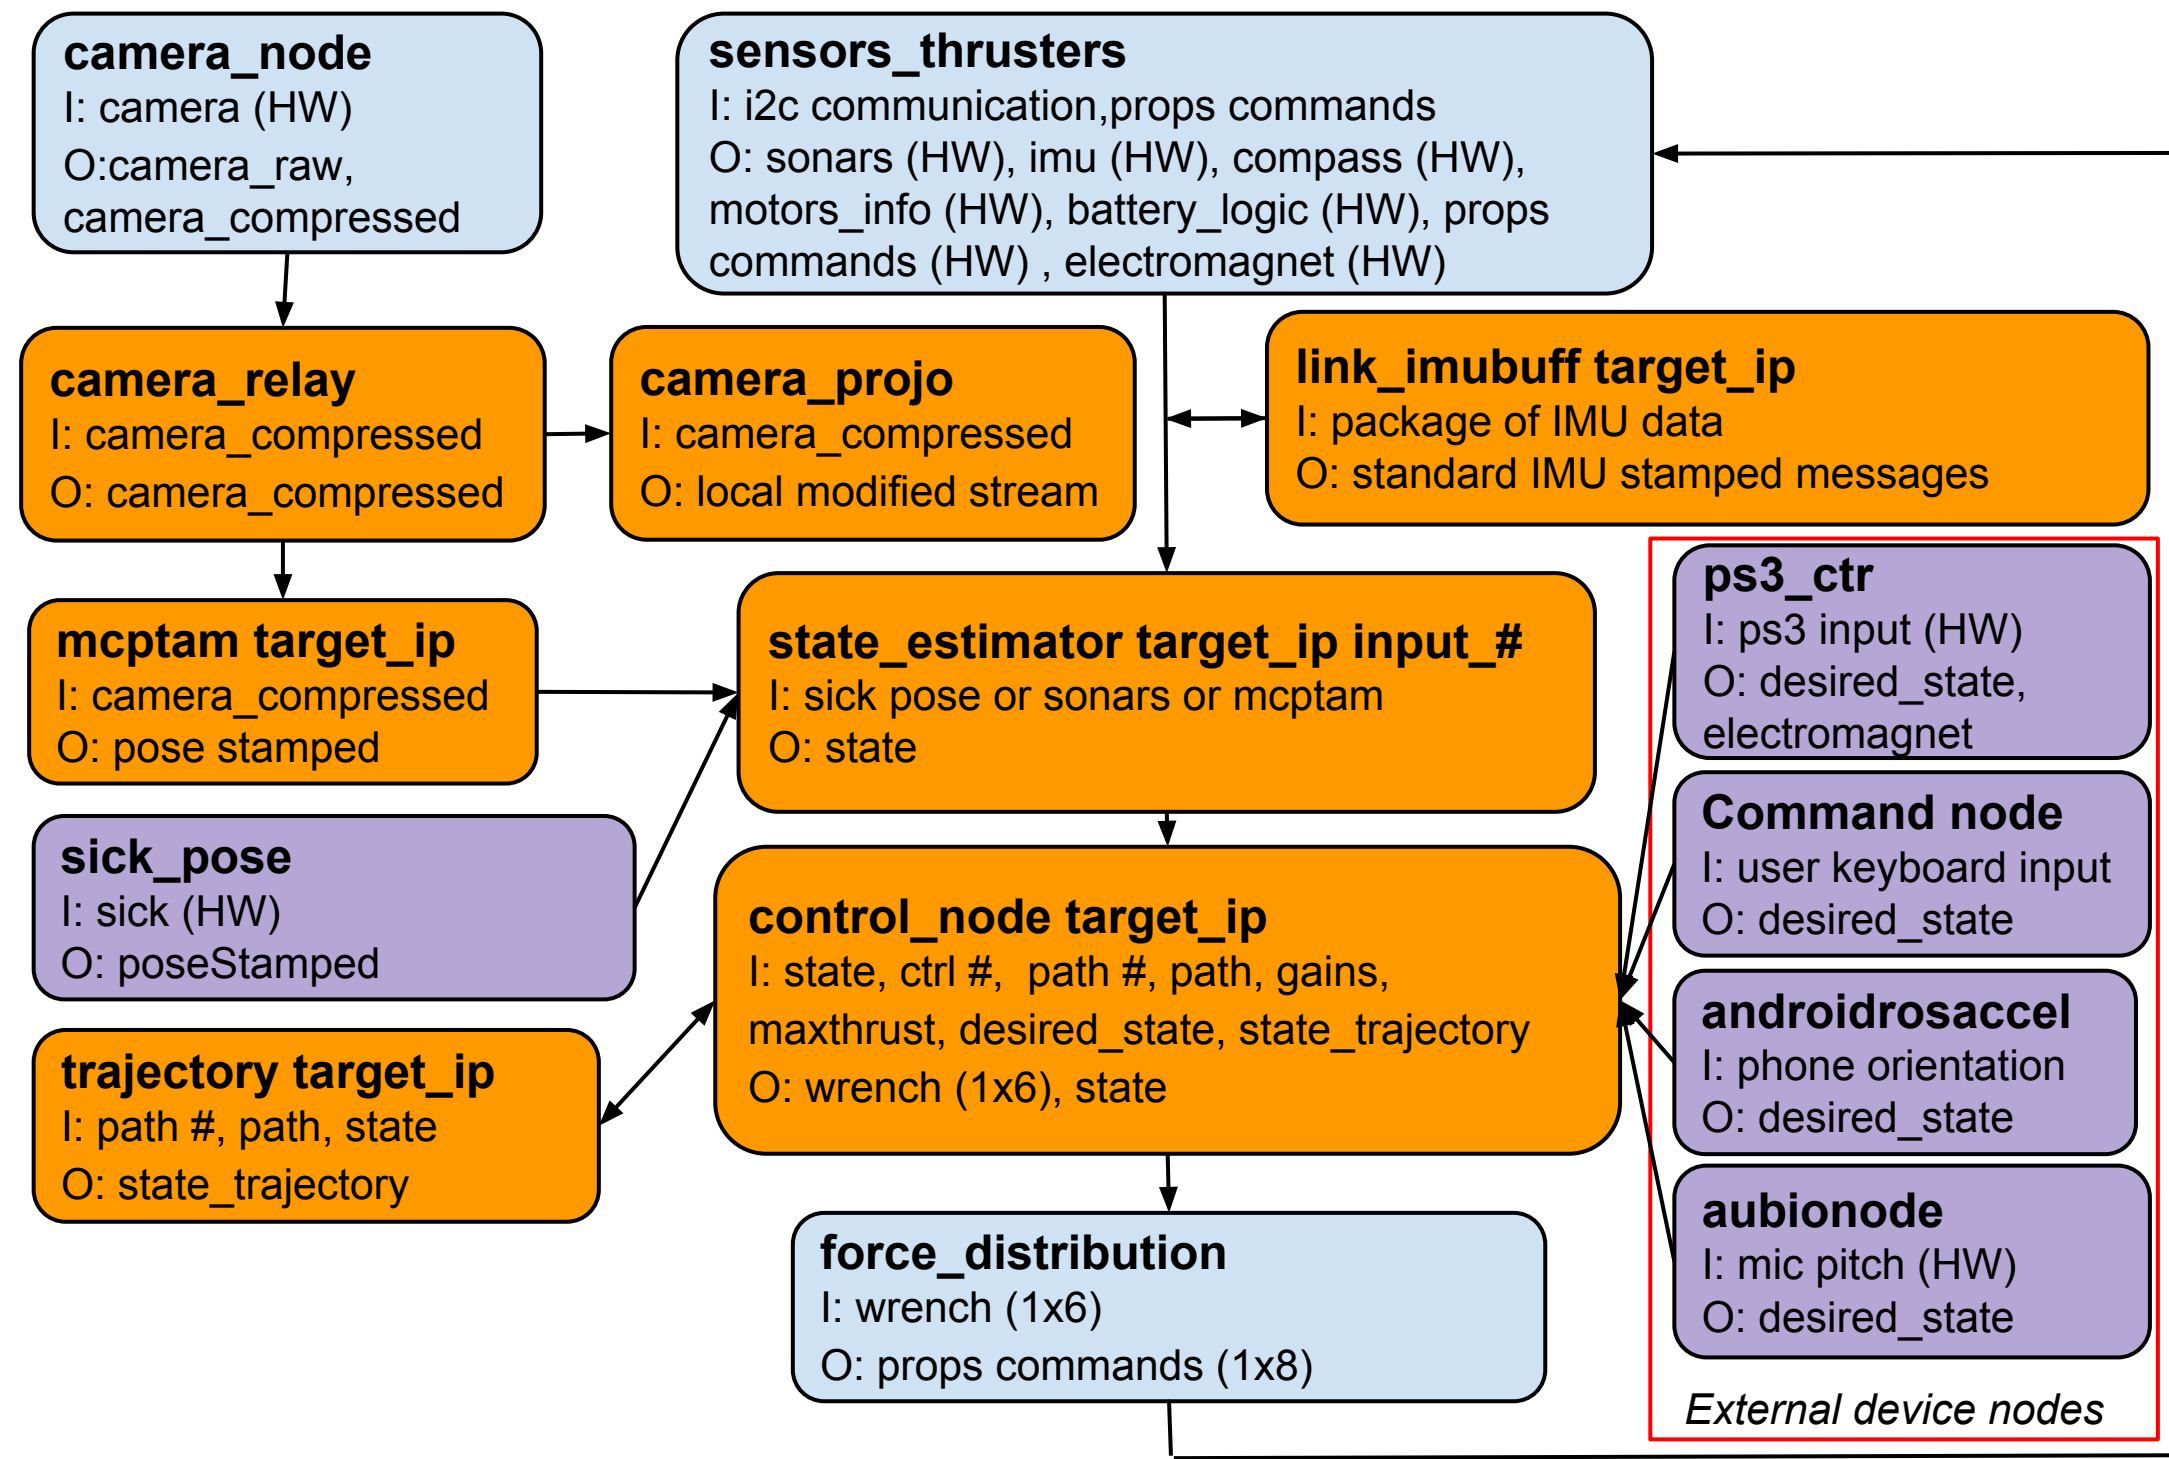 camera_node
I: camera (HW)
O:camera_raw,
camera_compressed
sensors_thrusters
I: i2c communication,props commands
O: sonars (HW), imu (HW), compass (HW),
motors_info (HW), battery_logic (HW), props
commands (HW) , electromagnet (HW)
camera_relay
I: camera_compressed
O: camera_compressed
camera_projo
I: camera_compressed
O: local modified stream
link_imubuff target_ip
I: package of IMU data
O: standard IMU stamped messages
mcptam target_ip
I: camera_compressed
O: pose stamped
state_estimator target_ip input_#
I: sick pose or sonars or mcptam
O: state
ps3_ctr
I: ps3 input (HW)
O: desired_state,
electromagnet
Command node
I: user keyboard input
O: desired_state
sick_pose
I: sick (HW)
O: poseStamped
control_node target_ip
I: state, ctrl #,  path #, path, gains,
maxthrust, desired_state, state_trajectory
O: wrench (1x6), state
androidrosaccel
I: phone orientation
O: desired_state
trajectory target_ip
I: path #, path, state
O: state_trajectory
aubionode
I: mic pitch (HW)
O: desired_state
force_distribution
I: wrench (1x6)
O: props commands (1x8)
External device nodes